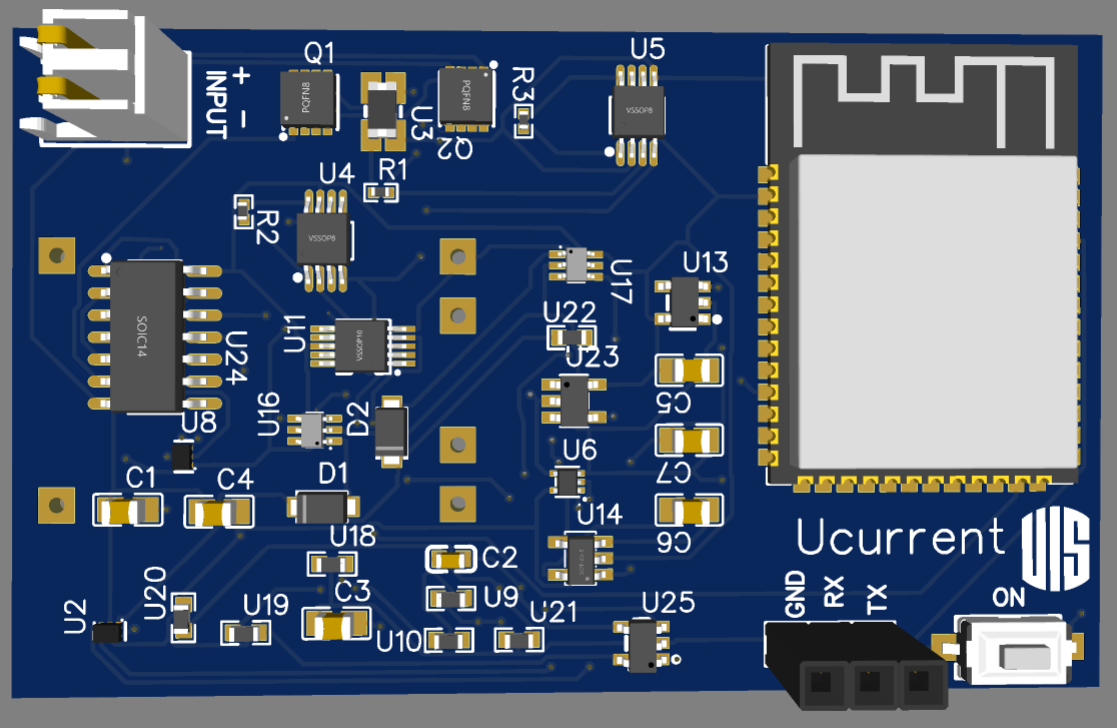 Q1
U5
+
INPUT
-
PQFN8
U3
PQFN8
Q2
R3
VSSOP8
R1
U4
R2
VSSOP8
U17
U13
SOIC14
U24
U11
VSSOP10
U22
U23
C5
U16
D2
U8
C7
U6
C1
C4
D1
U14
C6
Ucurrent
UIS
U18
C2
GND
RX
TX
ON
U20
C3
U9
U2
U19
U10
U21
U25